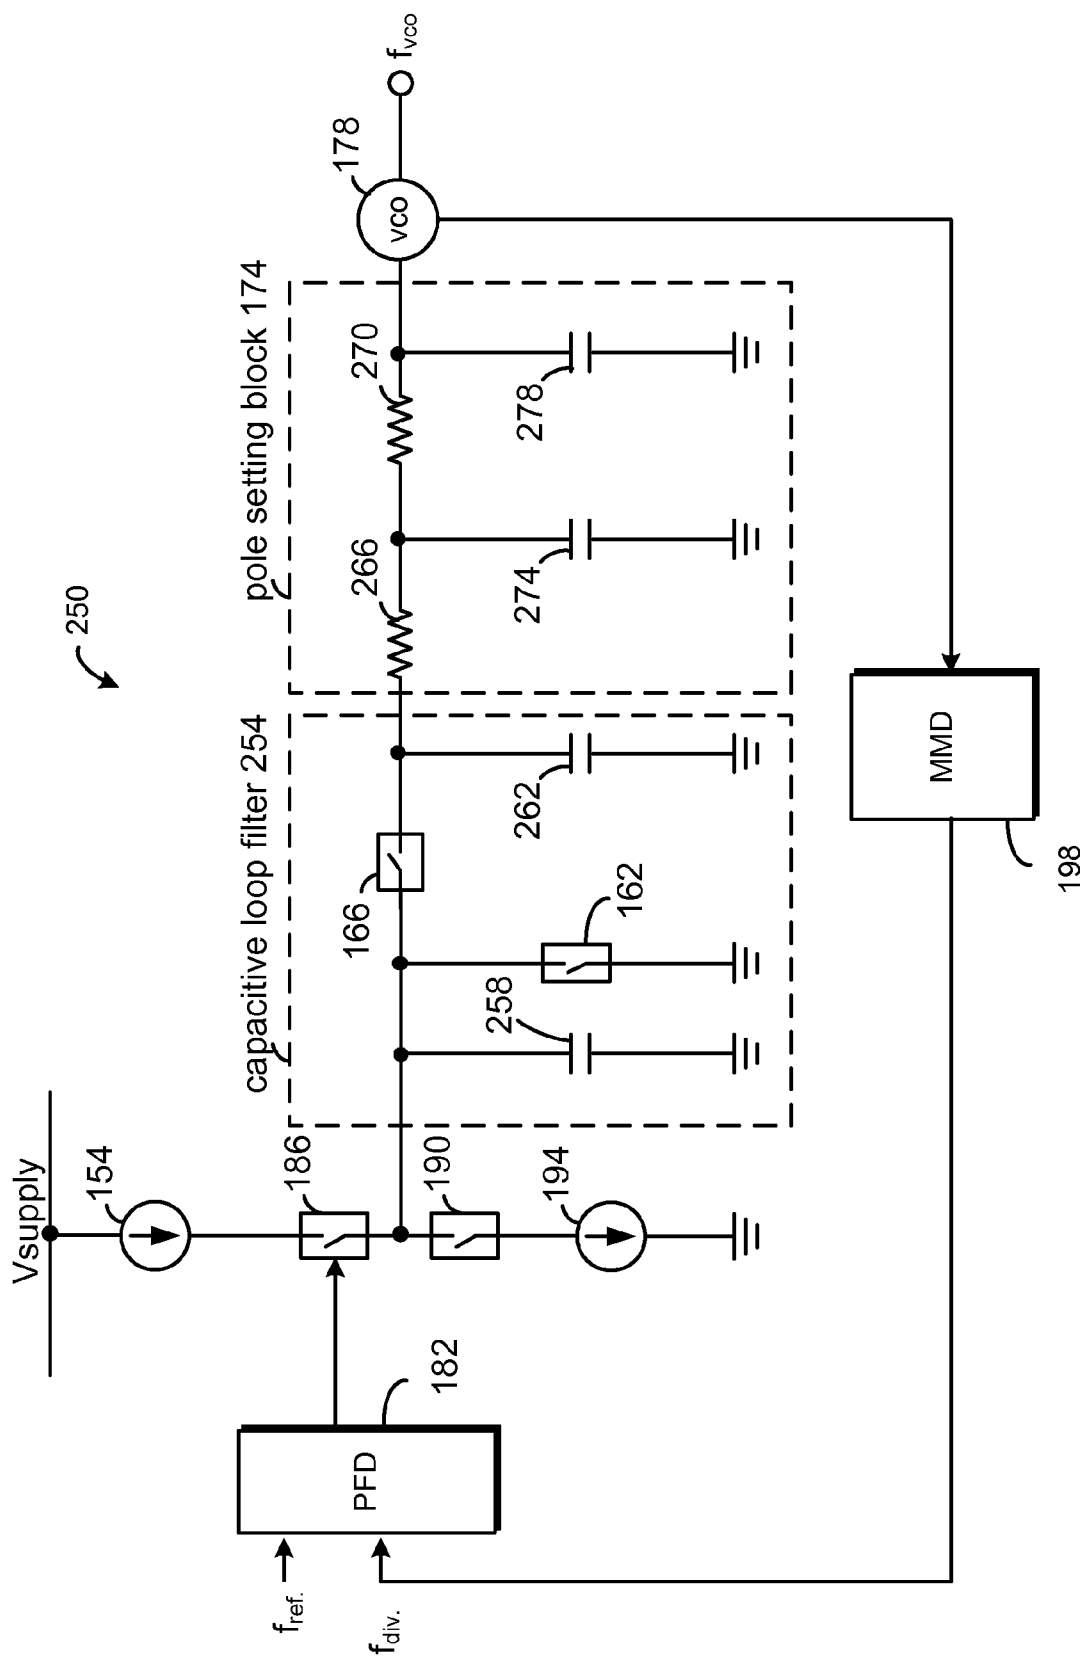 250
Vsupply
154
186
190
194
capacitive loop filter 254
258
162
166
262
pole setting block 174
266
270
274
278
178
vco
fvco
PFD
182
fref.
fdiv.
MMD
198